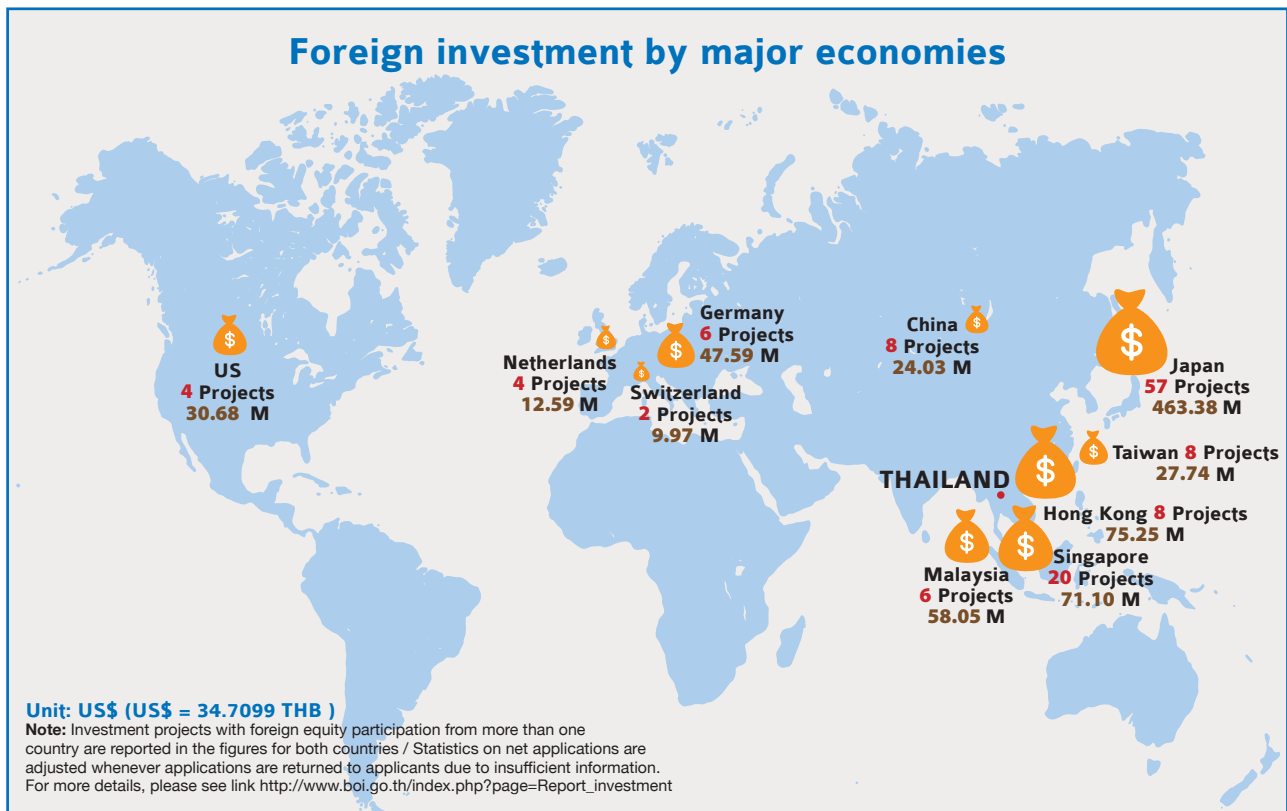 Foreign investment by major economies
US
4 Projects
30.68 M
Netherlands
4 Projects
12.59 M
Germany
6 Projects
47.59 M
Switzerland
2 Projects
9.97 M
China
8 Projects
24.03 M
Japan
57 Projects
463.38 M
Taiwan 8 Projects
27.74 M
THAILAND
Hong Kong 8 Projects
75.25 M
Singapore
20 Projects
71.10 M
Malaysia
6 Projects
58.05 M
$
$
$
$
$
$
$
$
$
$
Unit: US$ (US$ = 34.7099 THB )
Note: Investment projects with foreign equity participation from more than one
country are reported in the figures for both countries / Statistics on net applications are
adjusted whenever applications are returned to applicants due to insufficient information.
For more details, please see link http://www.boi.go.th/index.php?page=Report_investment